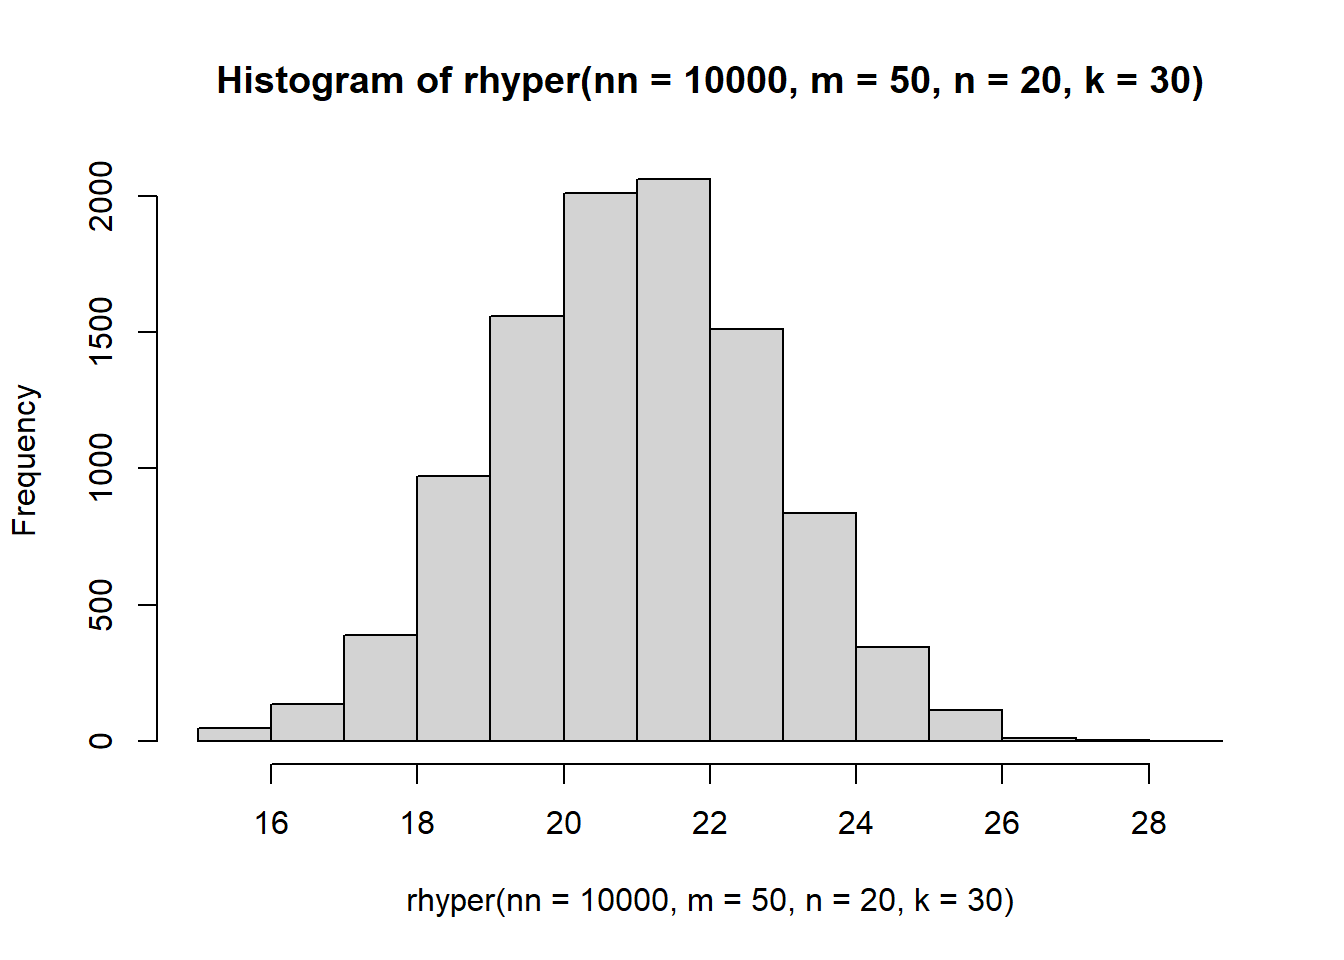 Histogram of rhyper(nn = 10000, m = 50, n = 20, k = 30)
Frequency
2000
1500
1000
500
0
16 18 20 22 24 26 28
rhyper(nn = 10000, m = 50, n = 20, k = 30)